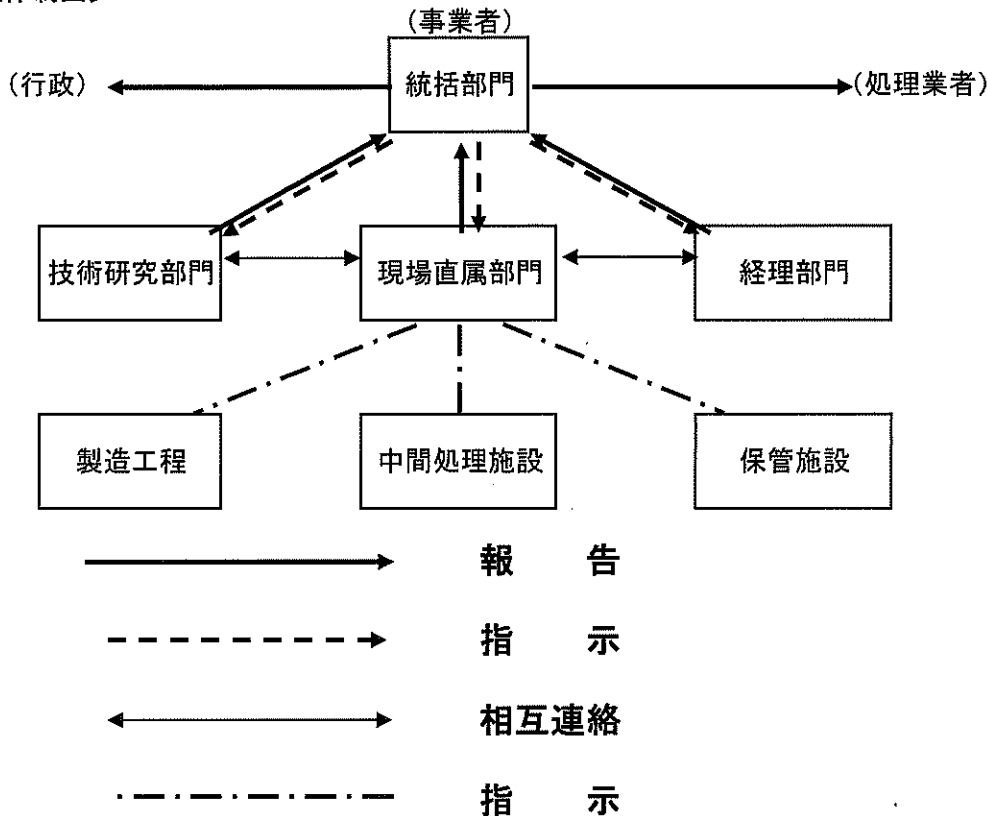 (事業者)
(行政)
統括部門
(処理業者)
技術研究部門
現場直属部門
経理部門
製造工程
中間処理施設
保管施設
報 告
指 示
相互連絡
指 示